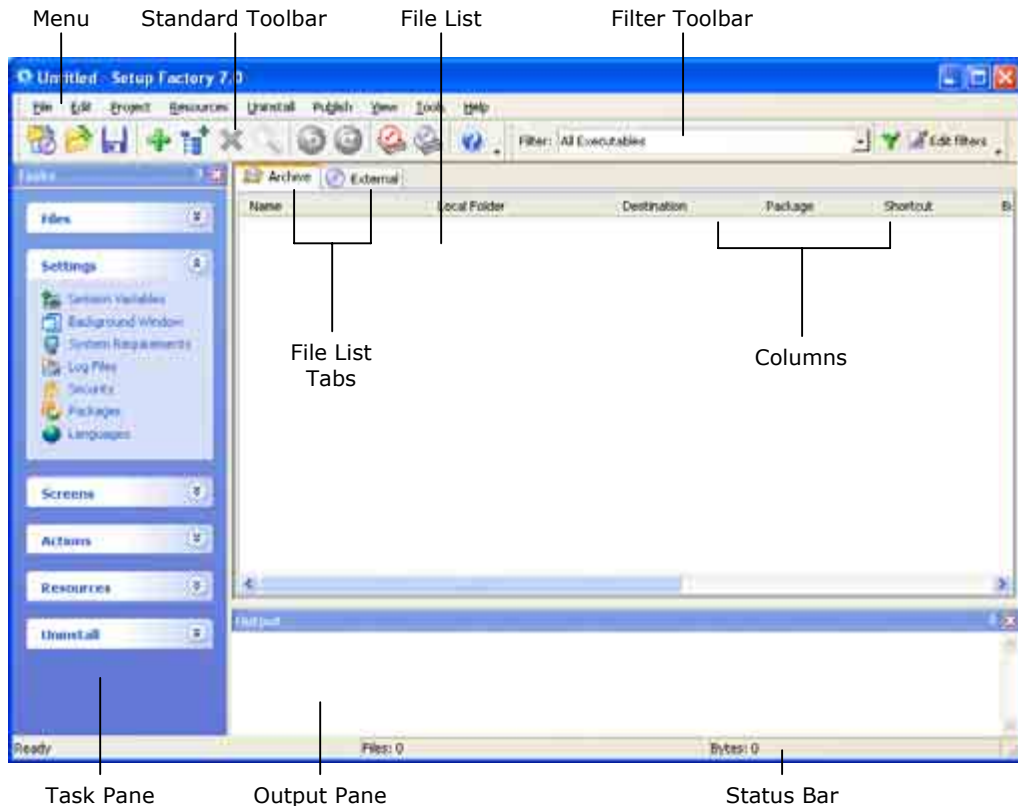 Menu Standard Toolbar File List Filter Toolbar
Untitled - Setup Factory 7.0
File Edit Project Resources Uninstall Publish View Tools Help
Filter: All Executables Edit filters
Tasks
Archive External
Name Local Folder Destination Package Shortcut
Files
Settings
Session Variables
Background Window
System Requirements
Log Files
Security
Packages
Languages
File List
Tabs
Columns
Screens
Actions
Resources
Uninstall
Output
Ready Files: 0 Bytes: 0
Task Pane Output Pane Status Bar